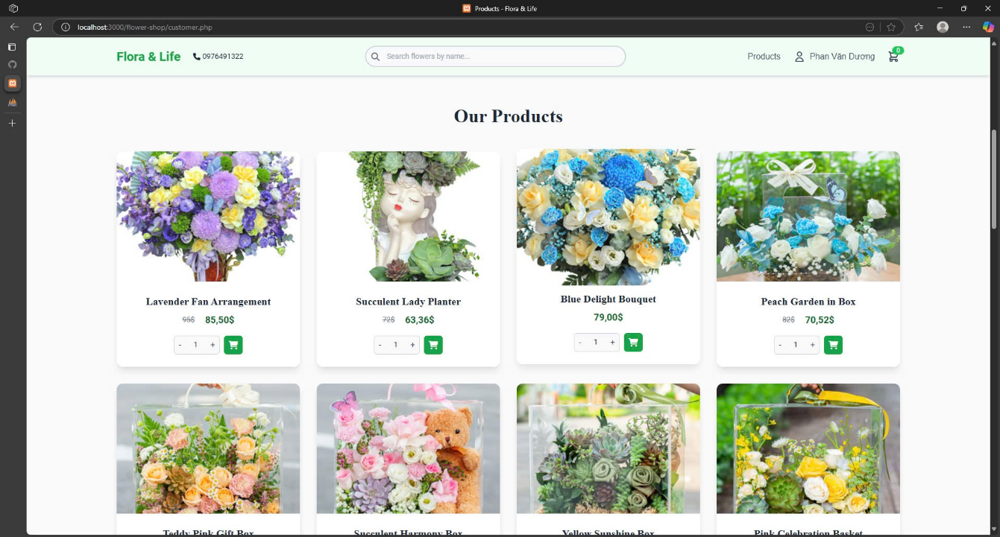 Products - Flora & Life
localhost:3000/flower-shop/customer.php
Flora & Life
0976491322
Search flowers by name...
Products
Phan Văn Dương
0
Our Products
Lavender Fan Arrangement
95$ 85,50$
- 1 +
Succulent Lady Planter
72$ 63,36$
- 1 +
Blue Delight Bouquet
79,00$
- 1 +
Peach Garden in Box
82$ 70,52$
- 1 +
Teddy Pink Gift Box
Succulent Harmony Box
Yellow Sunshine Box
Pink Celebration Basket